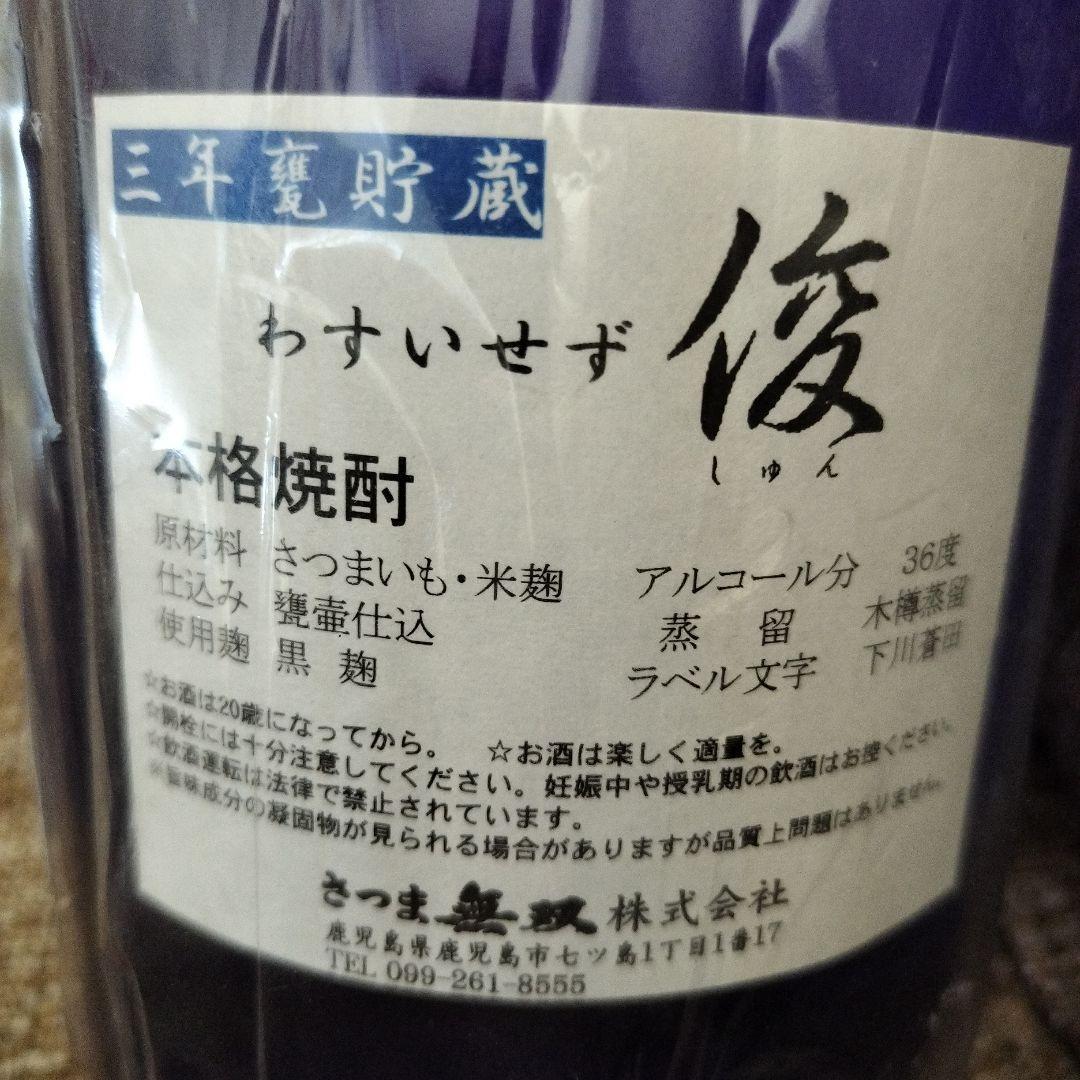 三年甕貯蔵
わすいせず 俊
しゅん
本格焼酎
原材料 さつまいも・米麹 アルコール分 36度
仕込み 甕壷仕込 蒸留 木樽蒸留
使用麹 黒麹 ラベル文字 下川蒼田
☆お酒は20歳になってから。 ☆お酒は楽しく適量を。
☆開栓には十分注意してください。妊娠中や授乳期の飲酒はお控ください。
☆飲酒運転は法律で禁止されています。
※旨味成分の凝固物が見られる場合がありますが品質上問題はありません。
さつま無双株式会社
鹿児島県鹿児島市七ツ島1丁目1番17
TEL 099-261-8555